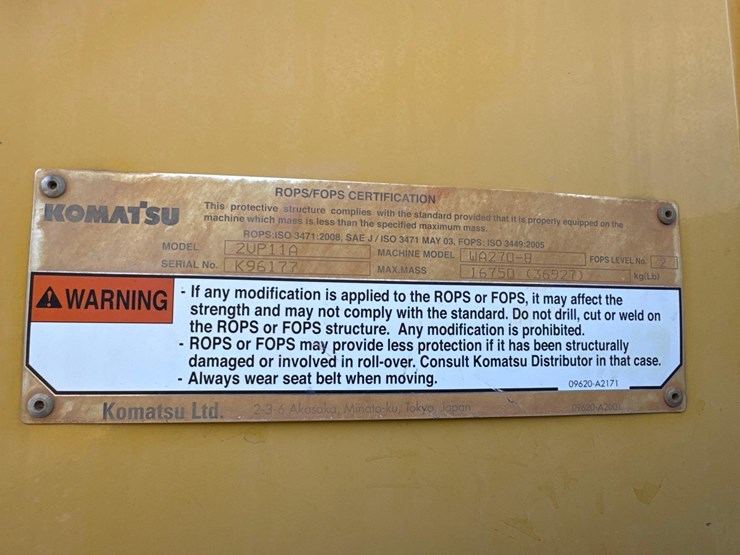 KOMATSU
ROPS/FOPS CERTIFICATION
This protective structure complies with the standard provided that it is properly equipped on the
machine which mass is less than the specified maximum mass.
ROPS:ISO 3471:2008, SAE J / ISO 3471 MAY 03, FOPS: ISO 3449:2005
MODEL 2UP11A MACHINE MODEL WA270-8 FOPS LEVEL No. 2
SERIAL No. K96177 MAX.MASS 16750 (36927) kg(Lb)
WARNING
- If any modification is applied to the ROPS or FOPS, it may affect the
strength and may not comply with the standard. Do not drill, cut or weld on
the ROPS or FOPS structure. Any modification is prohibited.
- ROPS or FOPS may provide less protection if it has been structurally
damaged or involved in roll-over. Consult Komatsu Distributor in that case.
- Always wear seat belt when moving.
09620-A2171
Komatsu Ltd. 2-3-6 Akasaka, Minato-ku, Tokyo, Japan